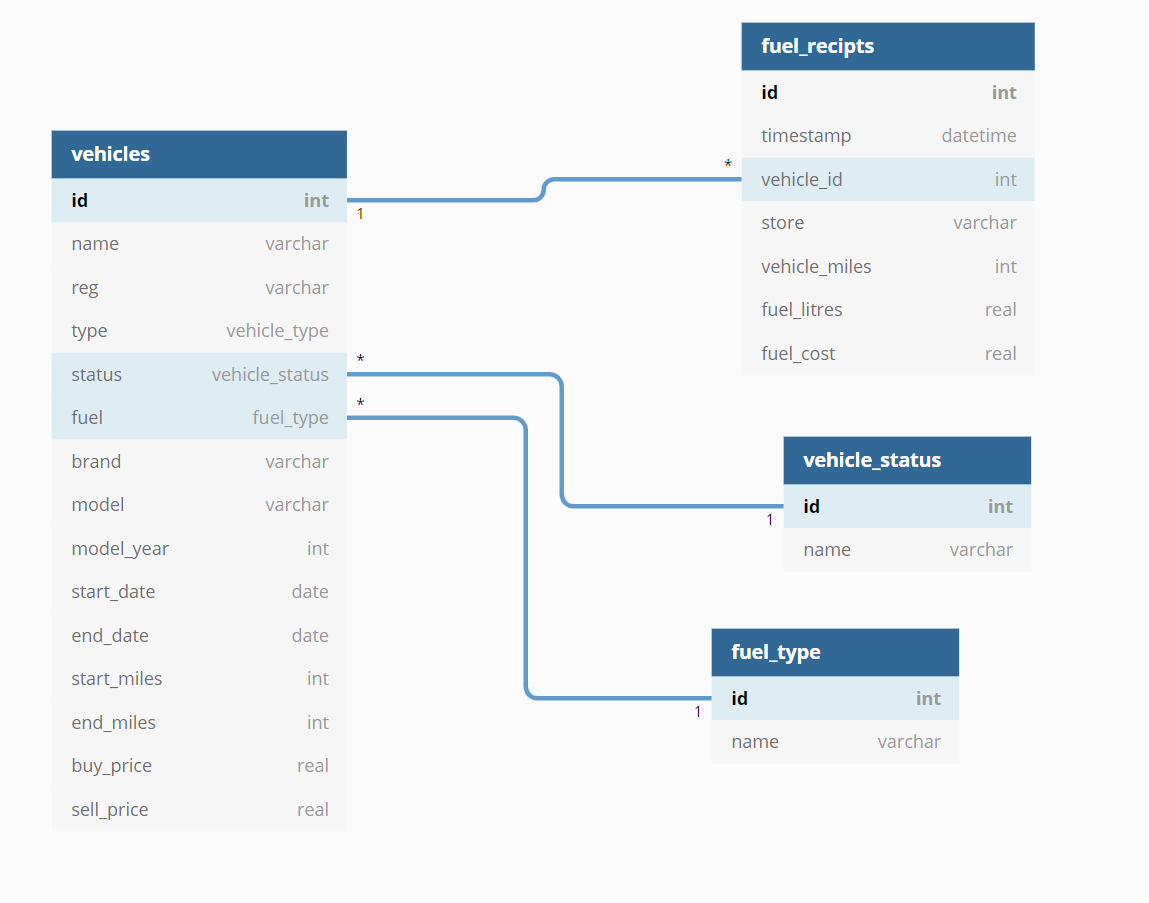 vehicles
id int
name varchar
reg varchar
type vehicle_type
status vehicle_status
fuel fuel_type
brand varchar
model varchar
model_year int
start_date date
end_date date
start_miles int
end_miles int
buy_price real
sell_price real
1
*
*
*
fuel_recipts
id int
timestamp datetime
vehicle_id int
store varchar
vehicle_miles int
fuel_litres real
fuel_cost real
1
vehicle_status
id int
name varchar
1
fuel_type
id int
name varchar